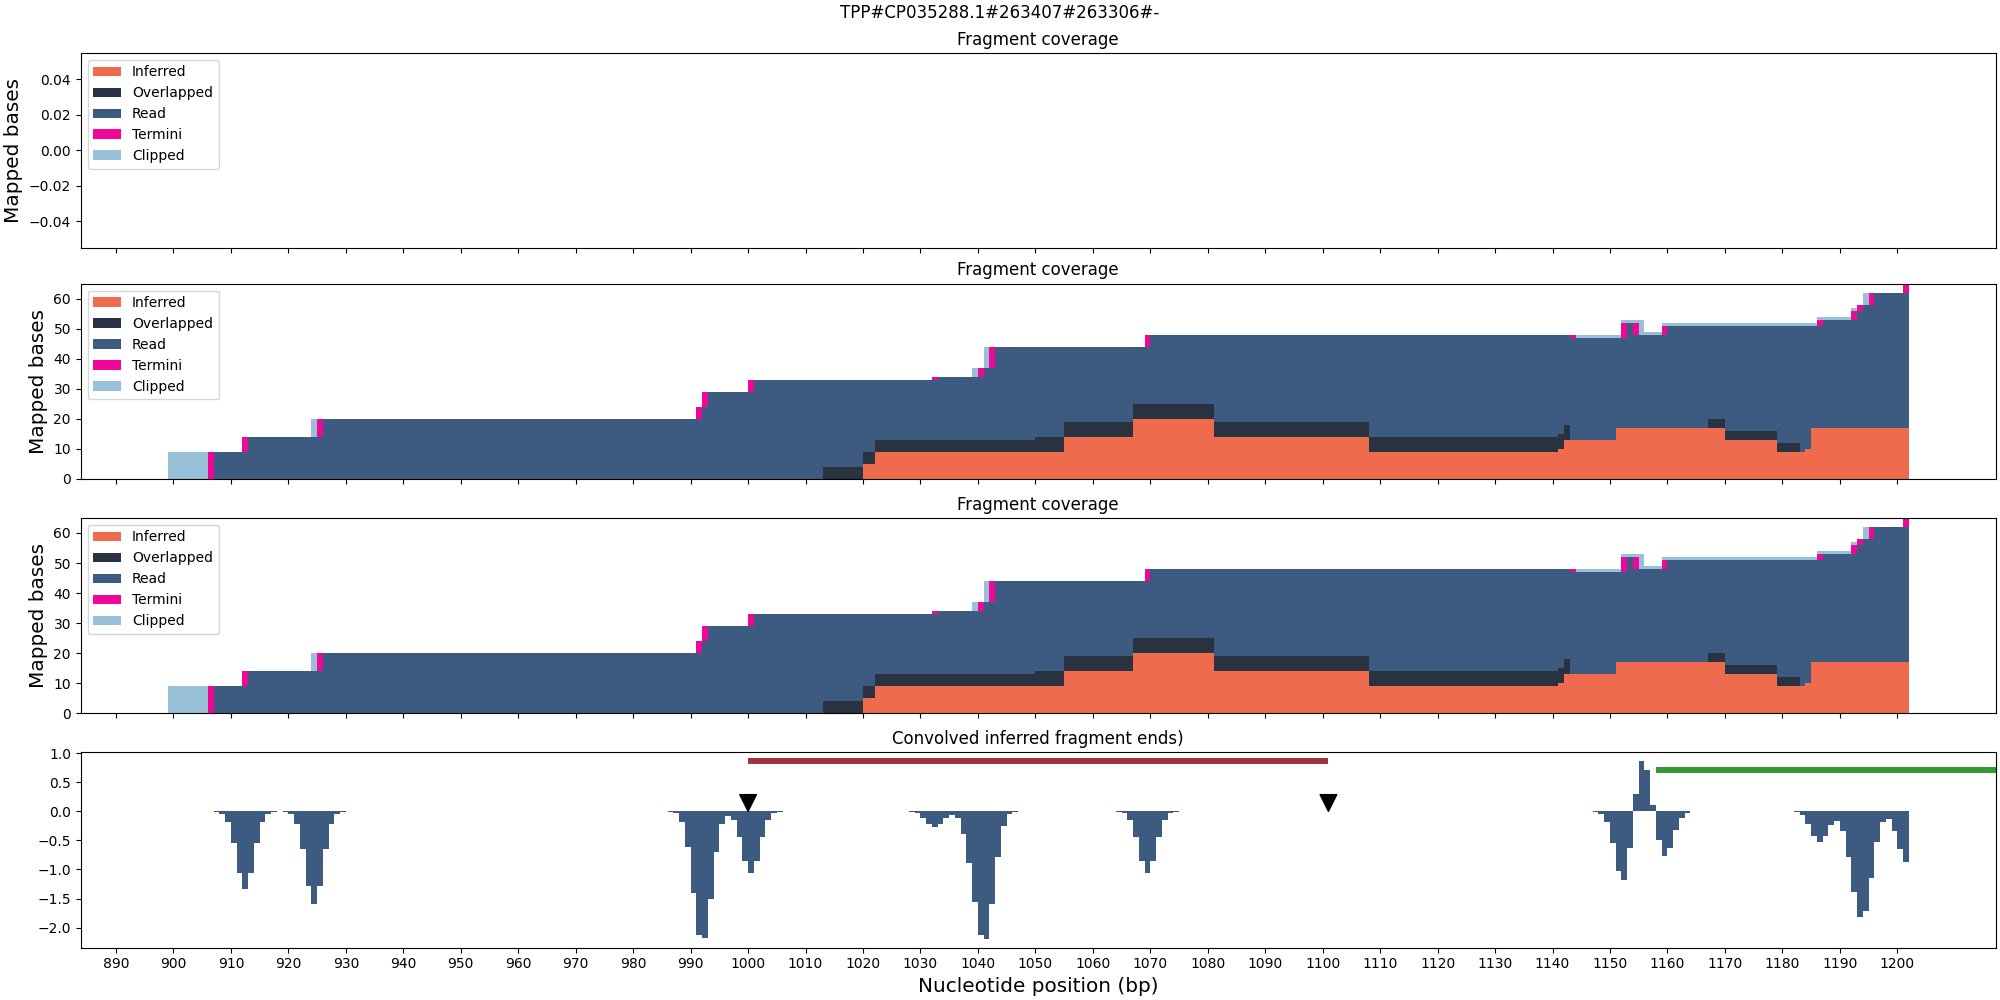 TPP#CP035288.1#263407#263306#-
Fragment coverage
Mapped bases
0.04
0.02
0.00
−0.02
−0.04
Inferred
Overlapped
Read
Termini
Clipped
Fragment coverage
Mapped bases
60
50
40
30
20
10
0
Inferred
Overlapped
Read
Termini
Clipped
Fragment coverage
Mapped bases
60
50
40
30
20
10
0
Inferred
Overlapped
Read
Termini
Clipped
Convolved inferred fragment ends)
1.0
0.5
0.0
−0.5
−1.0
−1.5
−2.0
890 900 910 920 930 940 950 960 970 980 990 1000 1010 1020 1030 1040 1050 1060 1070 1080 1090 1100 1110 1120 1130 1140 1150 1160 1170 1180 1190 1200
Nucleotide position (bp)